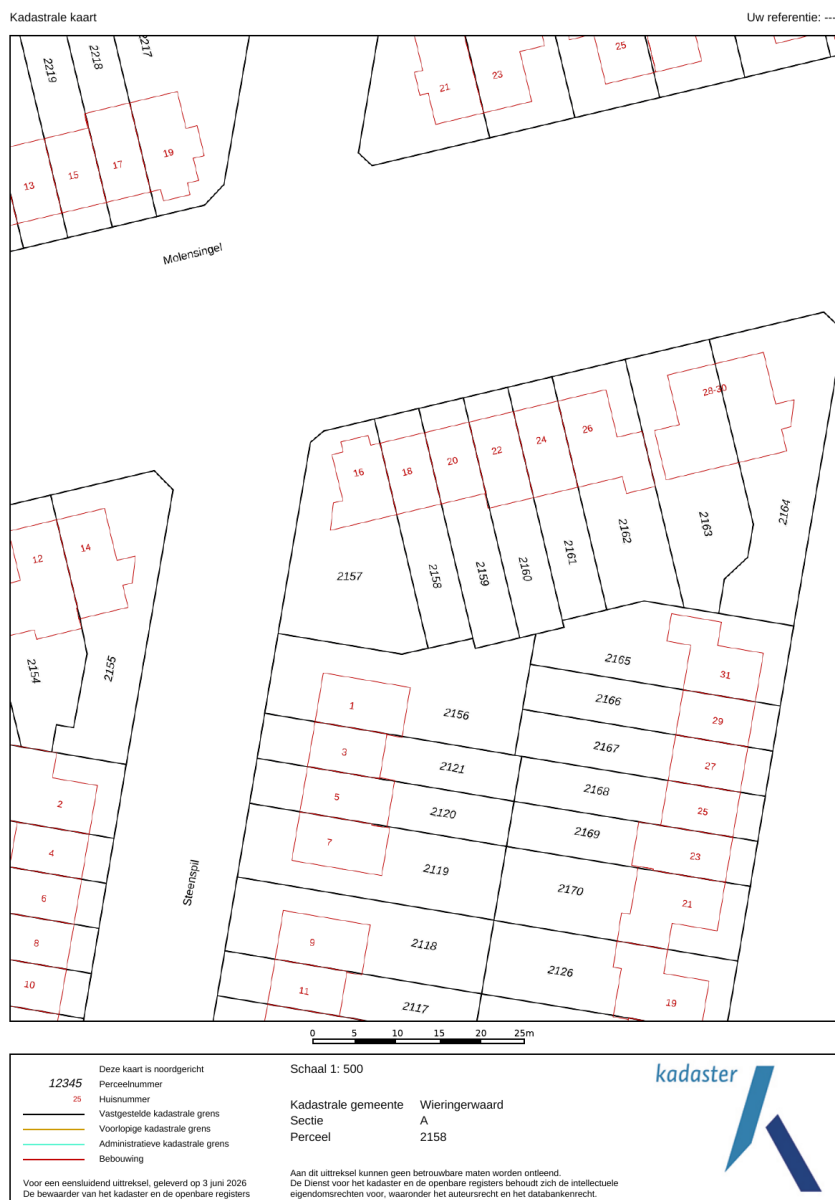 Kadastrale kaart
Uw referentie: ---
2219
2218
2217
21
23
25
13
15
17
19
Molensingel
28-30
16
18
20
22
24
26
12
14
2157
2158
2159
2160
2161
2162
2163
2164
2154
2155
2165
31
2166
29
1
2156
2167
27
3
2121
2168
25
2
5
2120
2169
23
4
7
2119
2170
21
6
Steenspil
8
9
2118
2126
10
11
2117
19
0 5 10 15 20 25m
Deze kaart is noordgericht
12345 Perceelnummer
25 Huisnummer
Vastgestelde kadastrale grens
Voorlopige kadastrale grens
Administratieve kadastrale grens
Bebouwing
Voor een eensluidend uittreksel, geleverd op 3 juni 2026
De bewaarder van het kadaster en de openbare registers
Schaal 1: 500
Kadastrale gemeente Wieringerwaard
Sectie A
Perceel 2158
Aan dit uittreksel kunnen geen betrouwbare maten worden ontleend.
De Dienst voor het kadaster en de openbare registers behoudt zich de intellectuele
eigendomsrechten voor, waaronder het auteursrecht en het databankenrecht.
kadaster